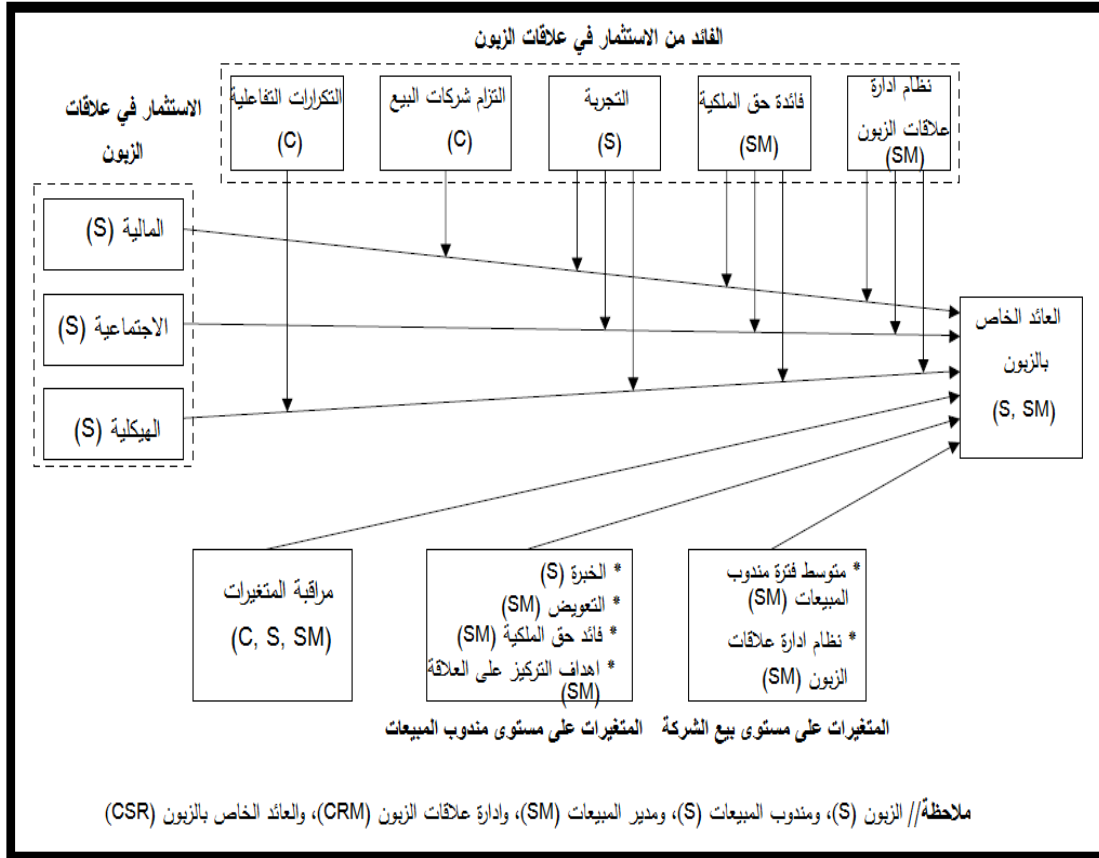 الفائد من الاستثمار في علاقات الزبون
الاستثمار في علاقات
الزبون
التكرارات التفاعلية
(C)
التزام شركات البيع
(C)
التجربة
(S)
فائدة حق الملكية
(SM)
نظام ادارة
علاقات الزبون
(SM)
المالية (S)
الاجتماعية (S)
الهيكلية (S)
العائد الخاص
بالزبون
(S, SM)
مراقبة المتغيرات
(C, S, SM)
* الخبرة (S)
* التعويض (SM)
* فائد حق الملكية (SM)
* اهداف التركيز على العلاقة
(SM)
* متوسط فترة مندوب
المبيعات (SM)
* نظام ادارة علاقات
الزبون (SM)
المتغيرات على مستوى مندوب المبيعات
المتغيرات على مستوى بيع الشركة
ملاحظة// الزبون (S)، ومندوب المبيعات (S)، ومدير المبيعات (SM)، وادارة علاقات الزبون (CRM)، والعائد الخاص بالزبون (CSR)